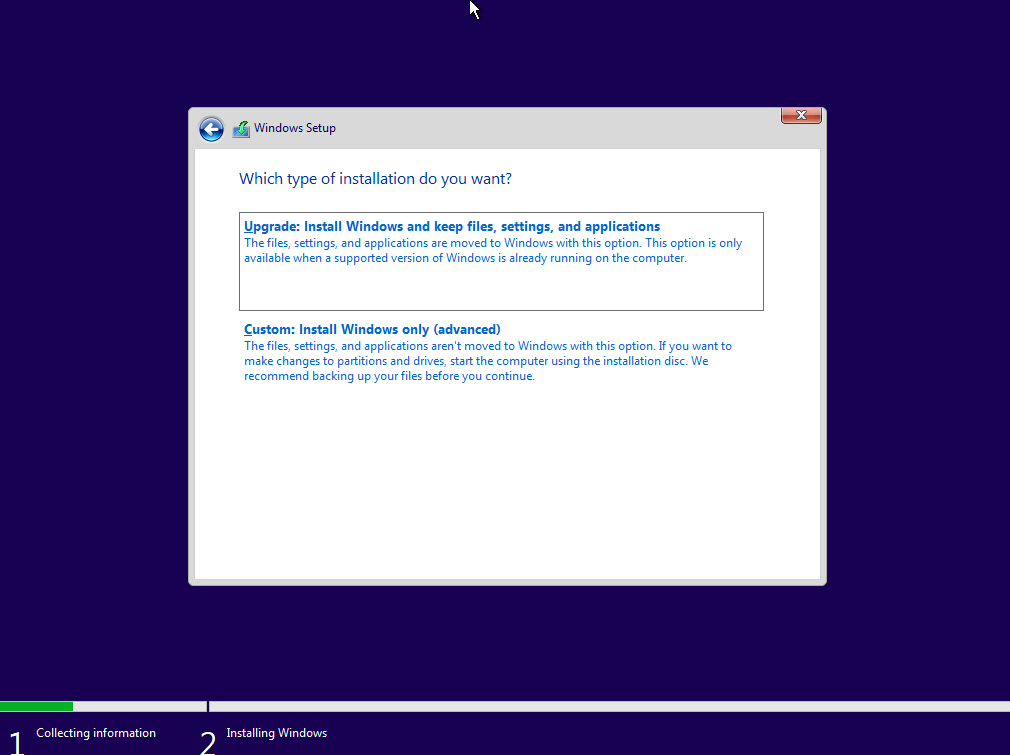 Windows Setup
Which type of installation do you want?
Upgrade: Install Windows and keep files, settings, and applications
The files, settings, and applications are moved to Windows with this option. This option is only
available when a supported version of Windows is already running on the computer.
Custom: Install Windows only (advanced)
The files, settings, and applications aren't moved to Windows with this option. If you want to
make changes to partitions and drives, start the computer using the installation disc. We
recommend backing up your files before you continue.
1 Collecting information 2 Installing Windows